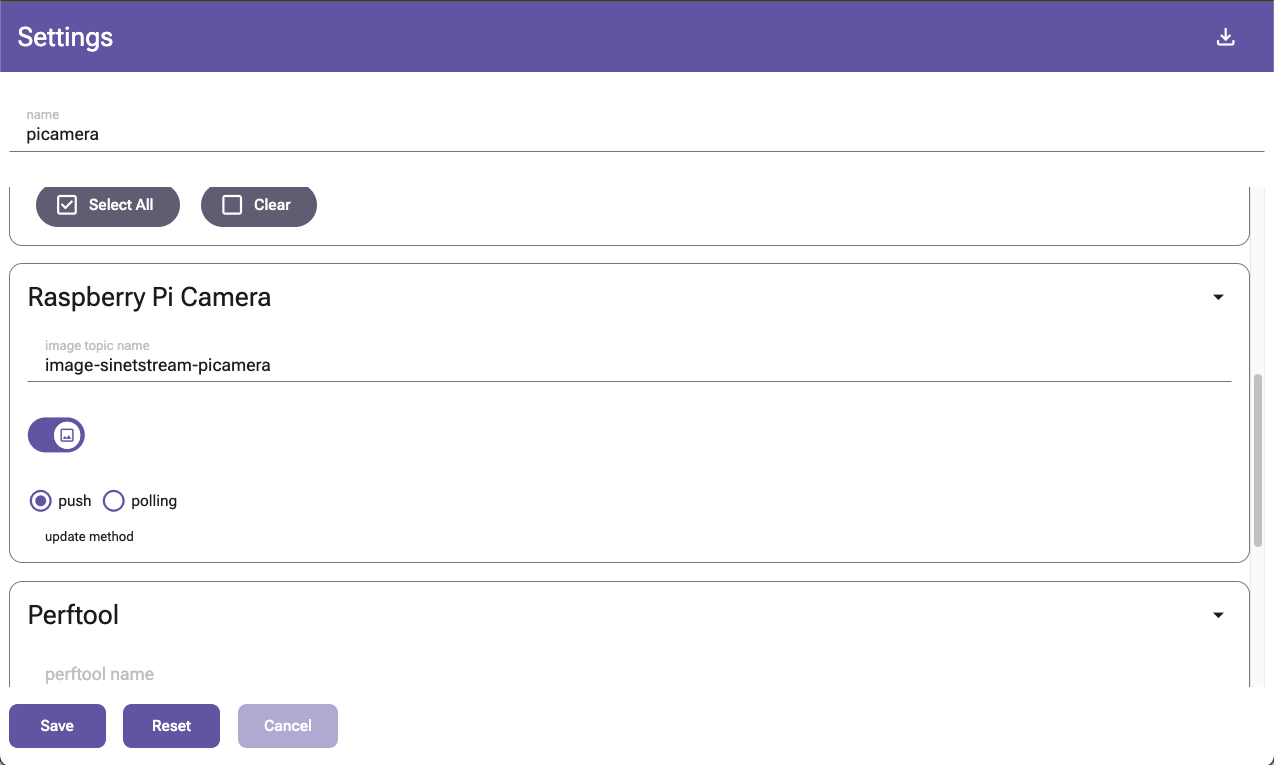 Settings
name
picamera
Select All Clear
Raspberry Pi Camera
image topic name
image-sinetstream-picamera
push polling
update method
Perftool
perftool name
Save Reset Cancel